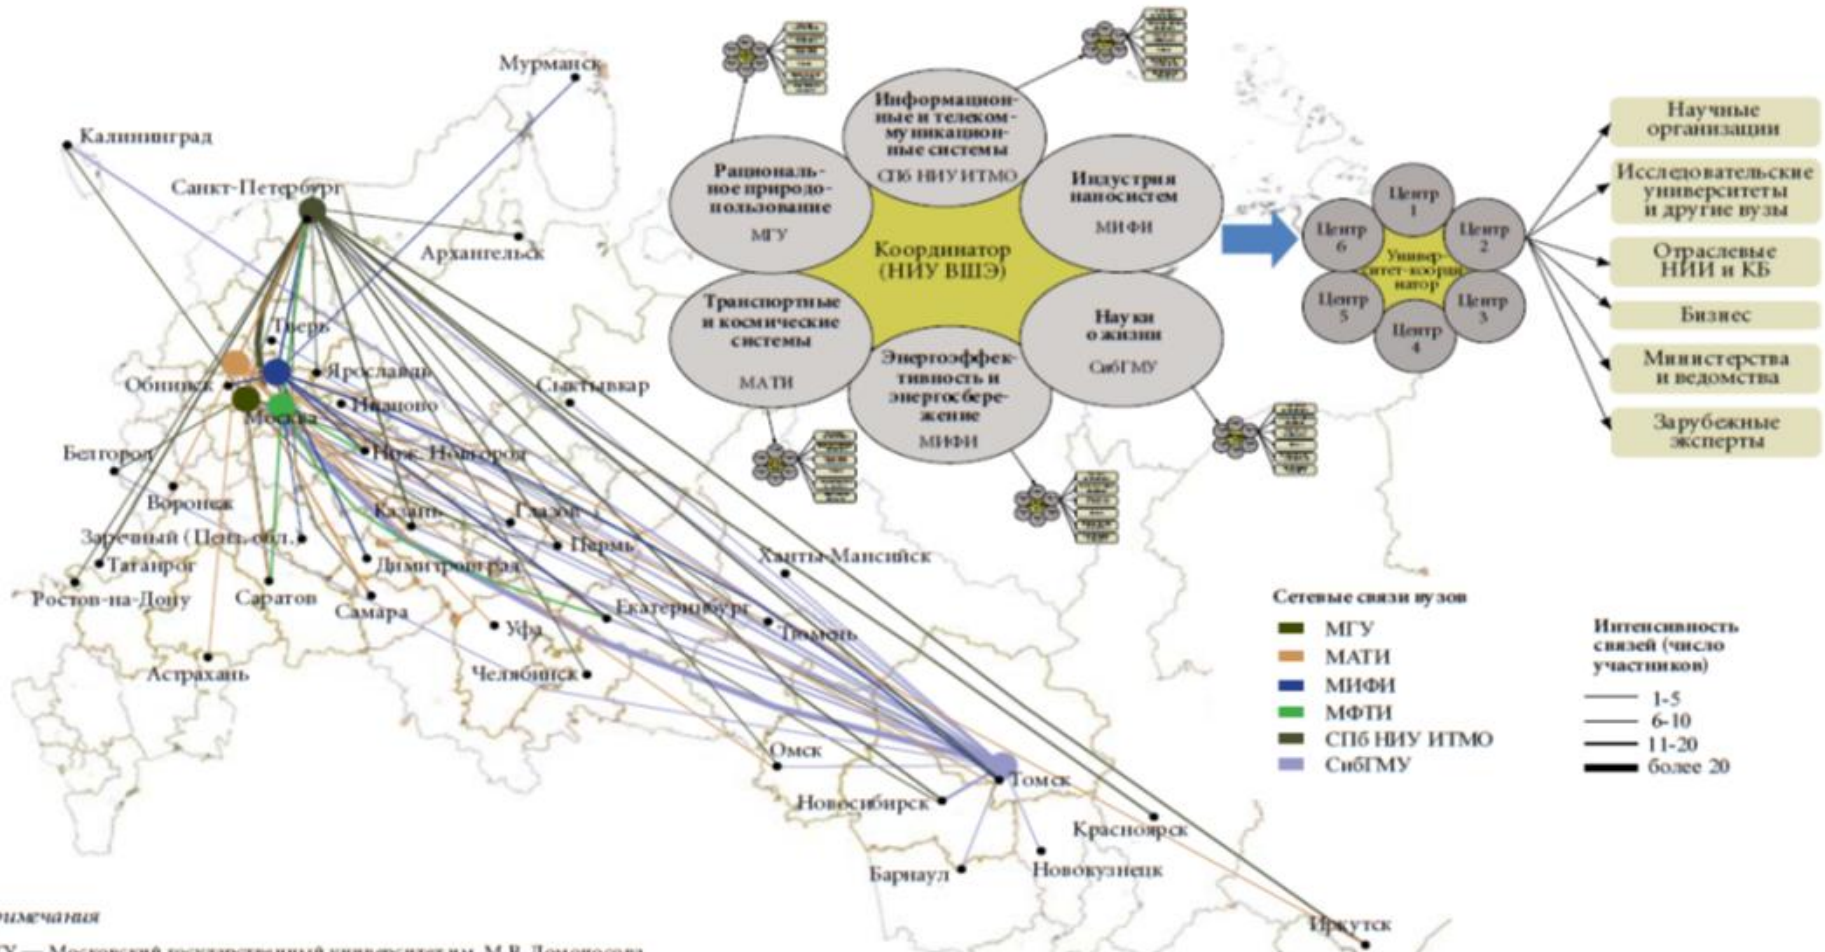 Мурманск
Калининград
Санкт-Петербург
Архангельск
Тверь
Обнинск
Ярославль
Иваново
Москва
Сыктывкар
Белгород
Ниж. Новгород
Воронеж
Казань
Глазов
Заречный (Пенз. обл.)
Пермь
Таганрог
Димитровград
Ханты-Мансийск
Ростов-на-Дону
Саратов
Самара
Екатеринбург
Уфа
Тюмень
Астрахань
Челябинск
Омск
Томск
Новосибирск
Красноярск
Барнаул
Новокузнецк
Иркутск
Информацион-
ные и телеком-
муникацион-
ные системы
СПб НИУ ИТМО
Рациональ-
ное природо-
пользование
МГУ
Индустрия
наносистем
МИФИ
Координатор
(НИУ ВШЭ)
Транспортные
и космические
системы
МАТИ
Науки
о жизни
СибГМУ
Энергоэффек-
тивность и
энергосбере-
жение
МИФИ
Центр
1
Центр
2
Центр
3
Центр
4
Центр
5
Центр
6
Универ-
ситет-коорди-
натор
Научные
организации
Исследовательские
университеты
и другие вузы
Отраслевые
НИИ и КБ
Бизнес
Министерства
и ведомства
Зарубежные
эксперты
Сетевые связи вузов
МГУ
МАТИ
МИФИ
МФТИ
СПб НИУ ИТМО
СибГМУ
Интенсивность
связей (число
участников)
1-5
6-10
11-20
более 20
римечания